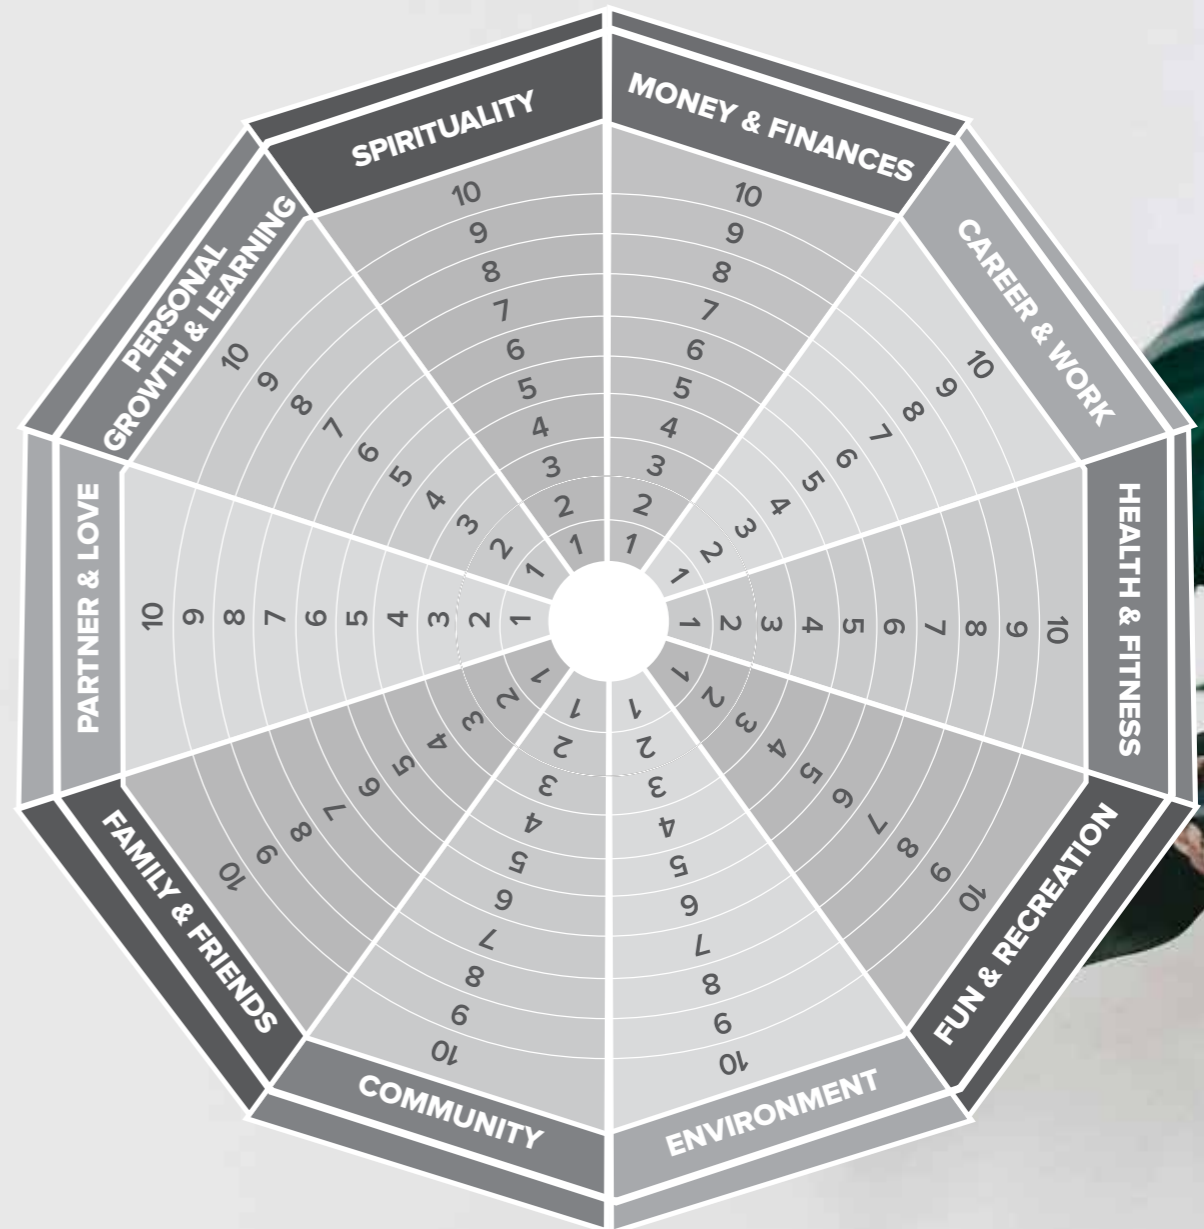 SPIRITUALITY
10 9 8 7 6 5 4 3 2 1
MONEY & FINANCES
10 9 8 7 6 5 4 3 2 1
CAREER & WORK
10 9 8 7 6 5 4 3 2 1
HEALTH & FITNESS
1 2 3 4 5 6 7 8 9 10
FUN & RECREATION
1 2 3 4 5 6 7 8 9 10
ENVIRONMENT
1 2 3 4 5 6 7 8 9 10
COMMUNITY
1 2 3 4 5 6 7 8 9 10
FAMILY & FRIENDS
1 2 3 4 5 6 7 8 9 10
PARTNER & LOVE
10 9 8 7 6 5 4 3 2 1
PERSONAL
GROWTH & LEARNING
10 9 8 7 6 5 4 3 2 1